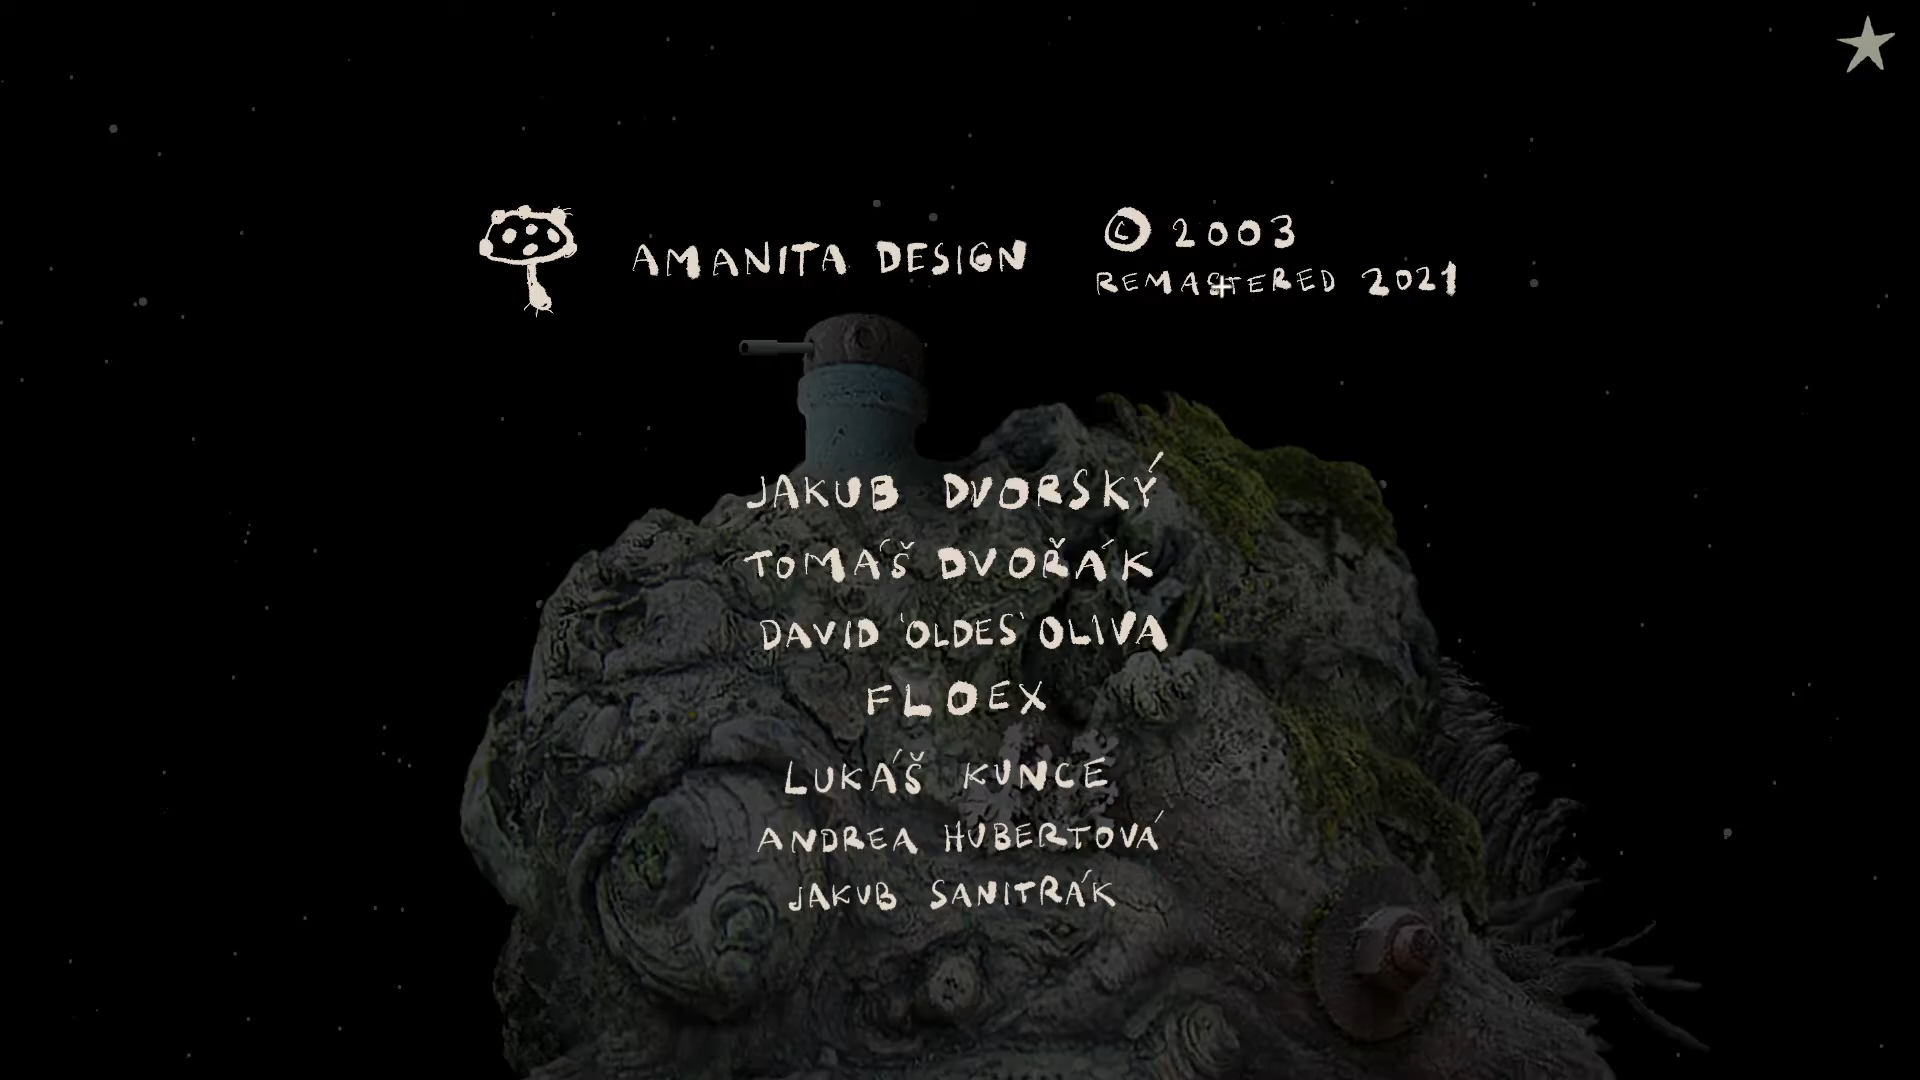 AMANITA DESIGN
© 2003
REMASTERED 2021
JAKUB DVORSKÝ
TOMÁŠ DVOŘÁK
DAVID 'OLDES' OLIVA
FLOEX
LUKÁŠ KUNCE
ANDREA HUBERTOVÁ
JAKUB SANITRÁK